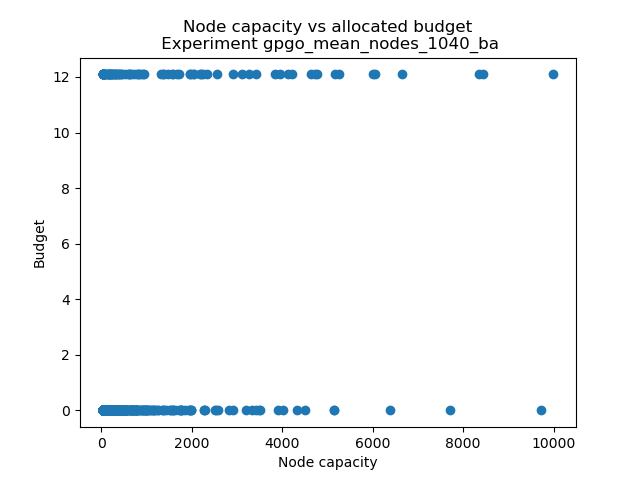 Node capacity vs allocated budget
Experiment gpgo_mean_nodes_1040_ba
12
10
8
6
4
2
0
Budget
0 2000 4000 6000 8000 10000
Node capacity